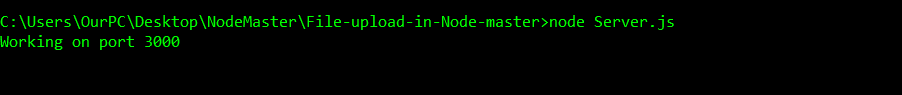 C:\Users\OurPC\Desktop\NodeMaster\File-upload-in-Node-master>node Server.js
Working on port 3000